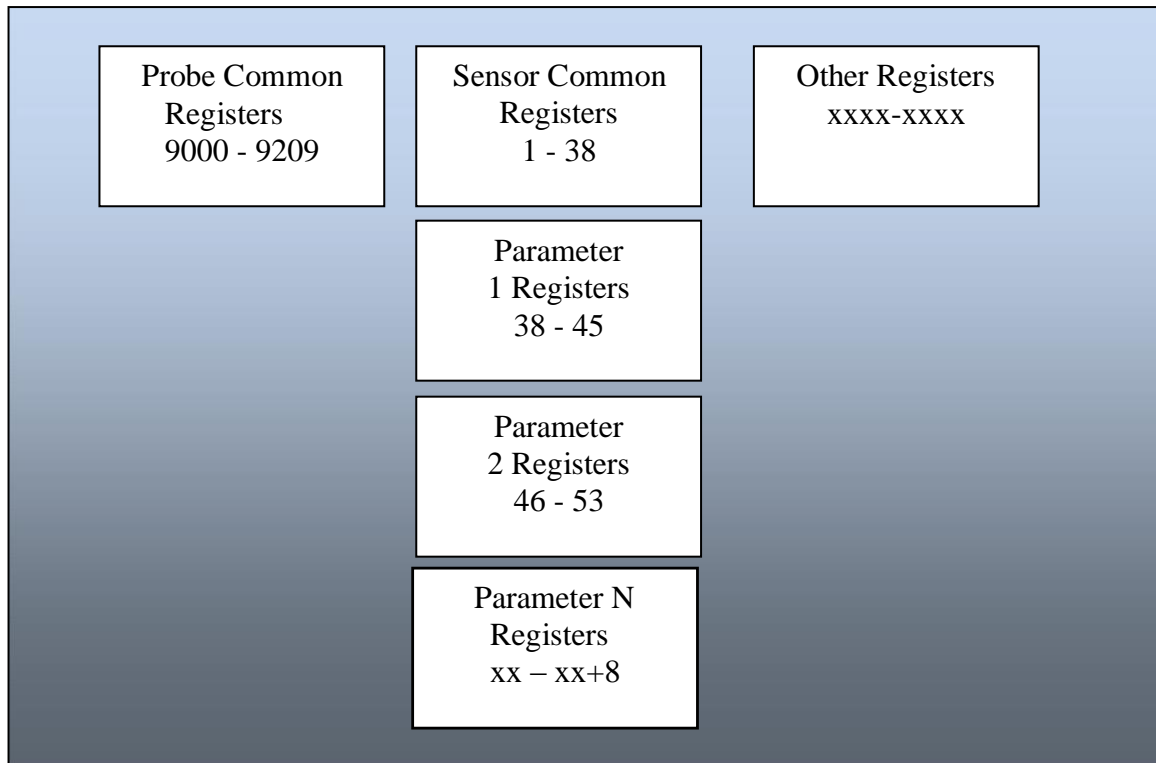 Probe Common
Registers
9000 - 9209
Sensor Common
Registers
1 - 38
Other Registers
xxxx-xxxx
Parameter
1 Registers
38 - 45
Parameter
2 Registers
46 - 53
Parameter N
Registers
xx – xx+8